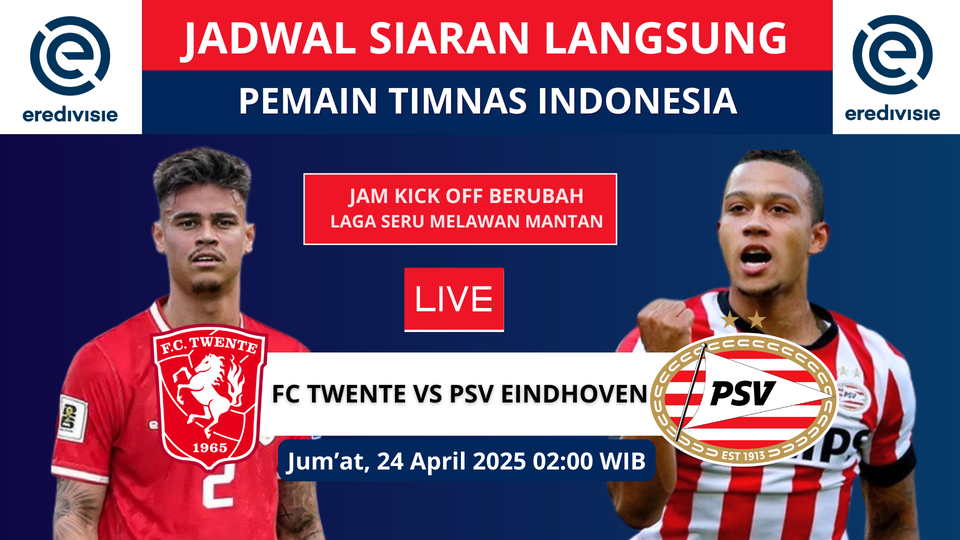 JADWAL SIARAN LANGSUNG
PEMAIN TIMNAS INDONESIA
eredivisie
eredivisie
JAM KICK OFF BERUBAH
LAGA SERU MELAWAN MANTAN
LIVE
F.C. TWENTE
1965
FC TWENTE VS PSV EINDHOVEN
PSV
EST 1913
2
Jum’at, 24 April 2025 02:00 WIB